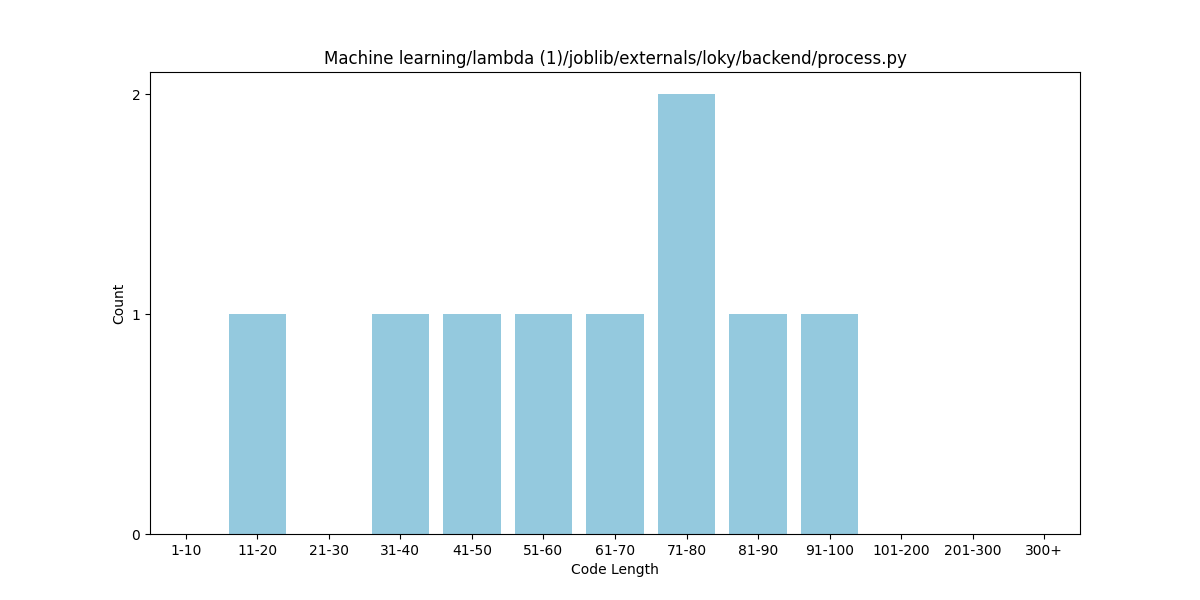 Machine learning/lambda (1)/joblib/externals/loky/backend/process.py
2
1
0
Count
1-10 11-20 21-30 31-40 41-50 51-60 61-70 71-80 81-90 91-100 101-200 201-300 300+
Code Length